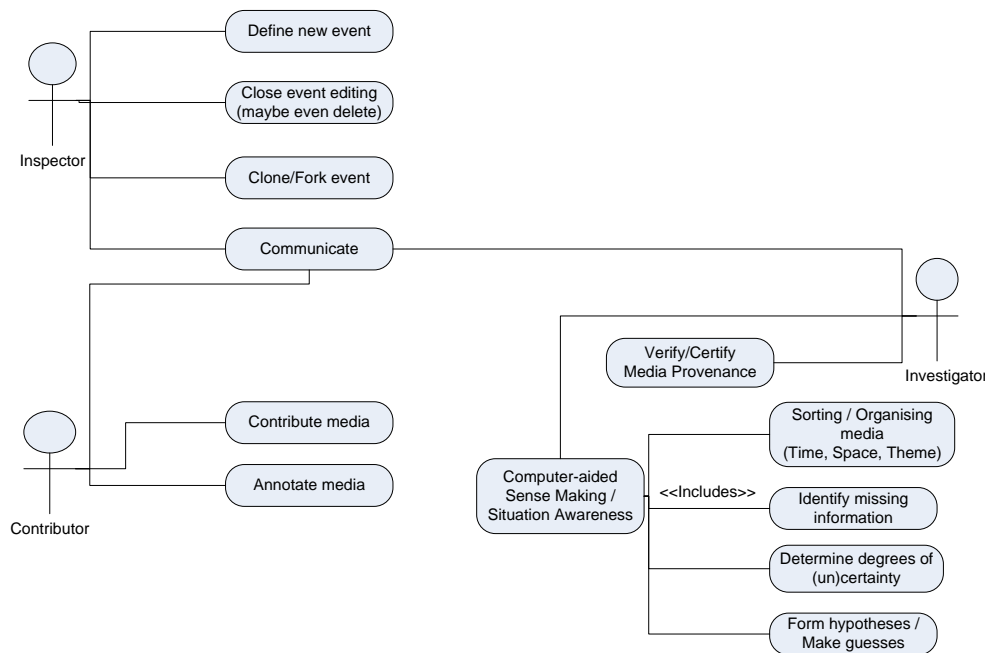 Define new event
Close event editing
(maybe even delete)
Inspector
Clone/Fork event
Communicate
Verify/Certify
Media Provenance
Investigator
Contribute media
Sorting / Organising
media
(Time, Space, Theme)
Annotate media
Contributor
Computer-aided
Sense Making /
Situation Awareness
<<Includes>>
Identify missing
information
Determine degrees of
(un)certainty
Form hypotheses /
Make guesses